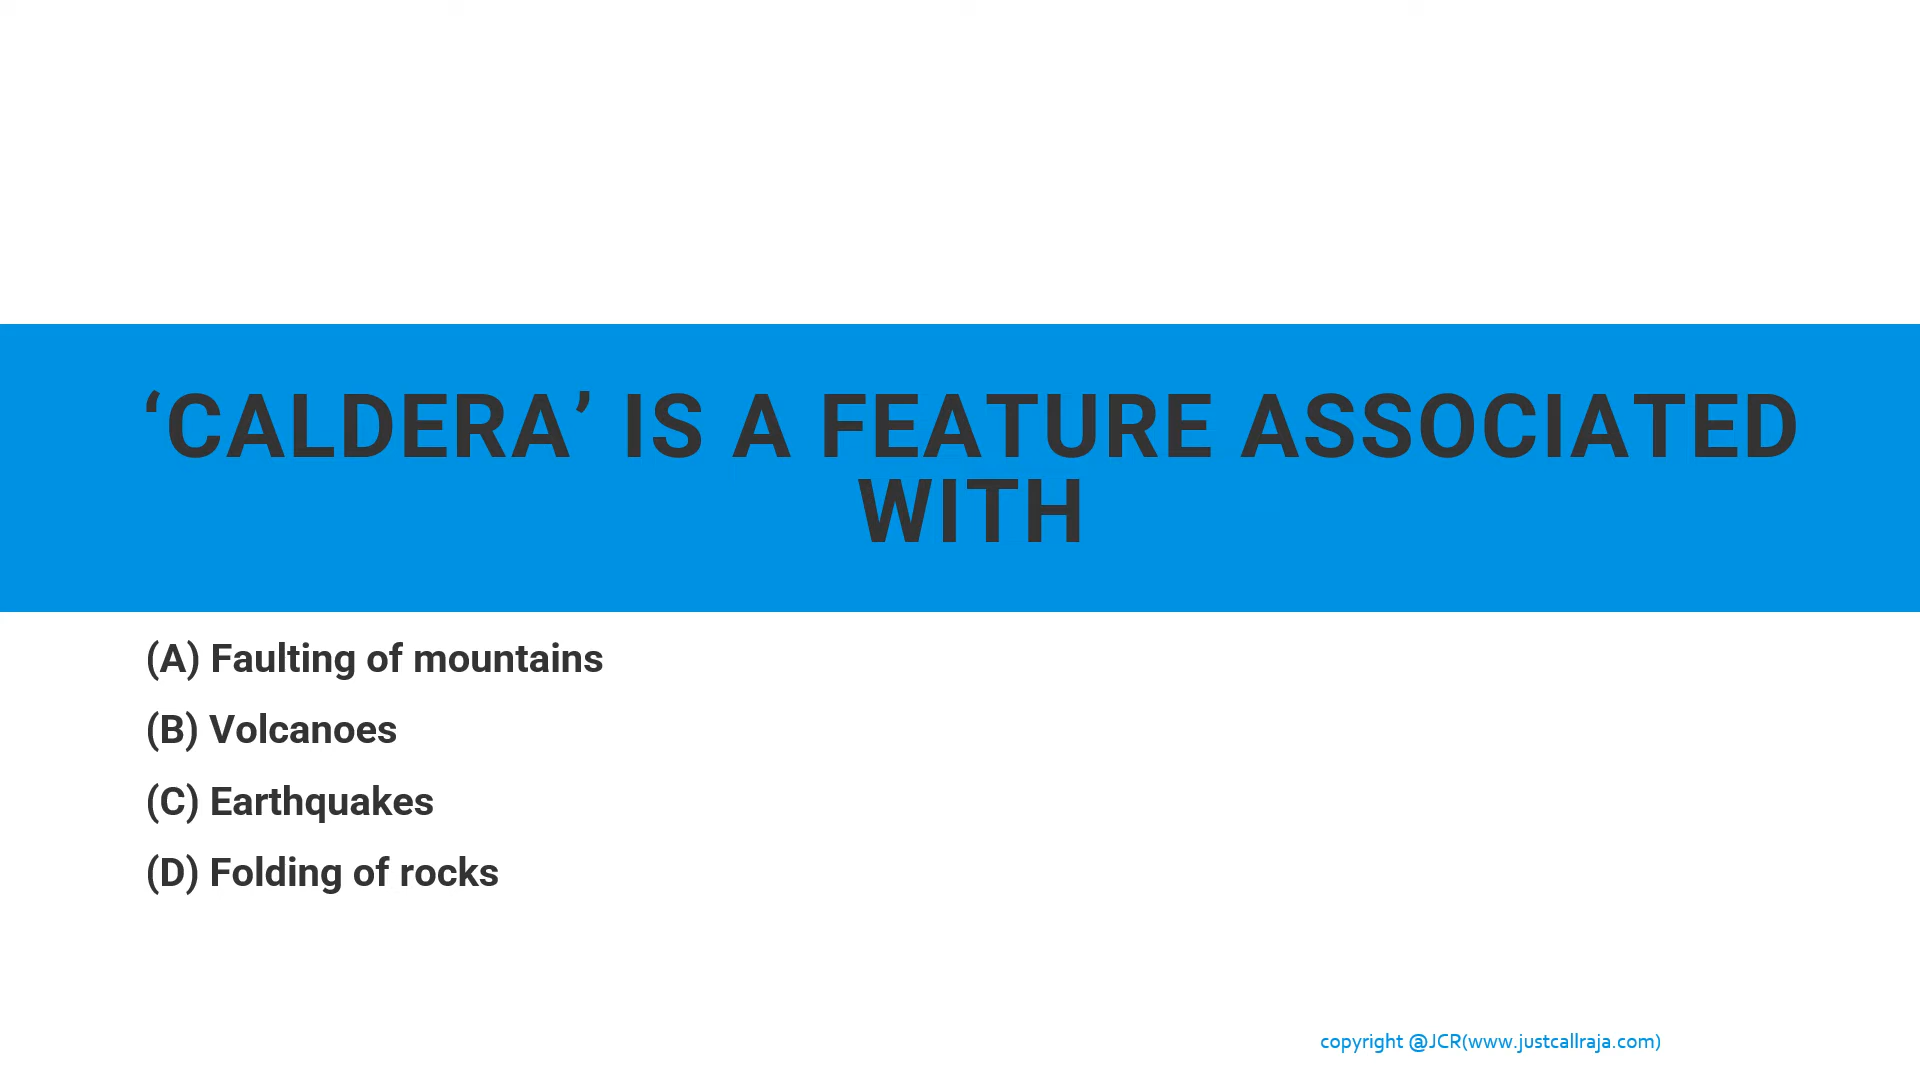 ‘CALDERA’ IS A FEATURE ASSOCIATED
WITH
(A) Faulting of mountains
(B) Volcanoes
(C) Earthquakes
(D) Folding of rocks
copyright @JCR(www.justcallraja.com)